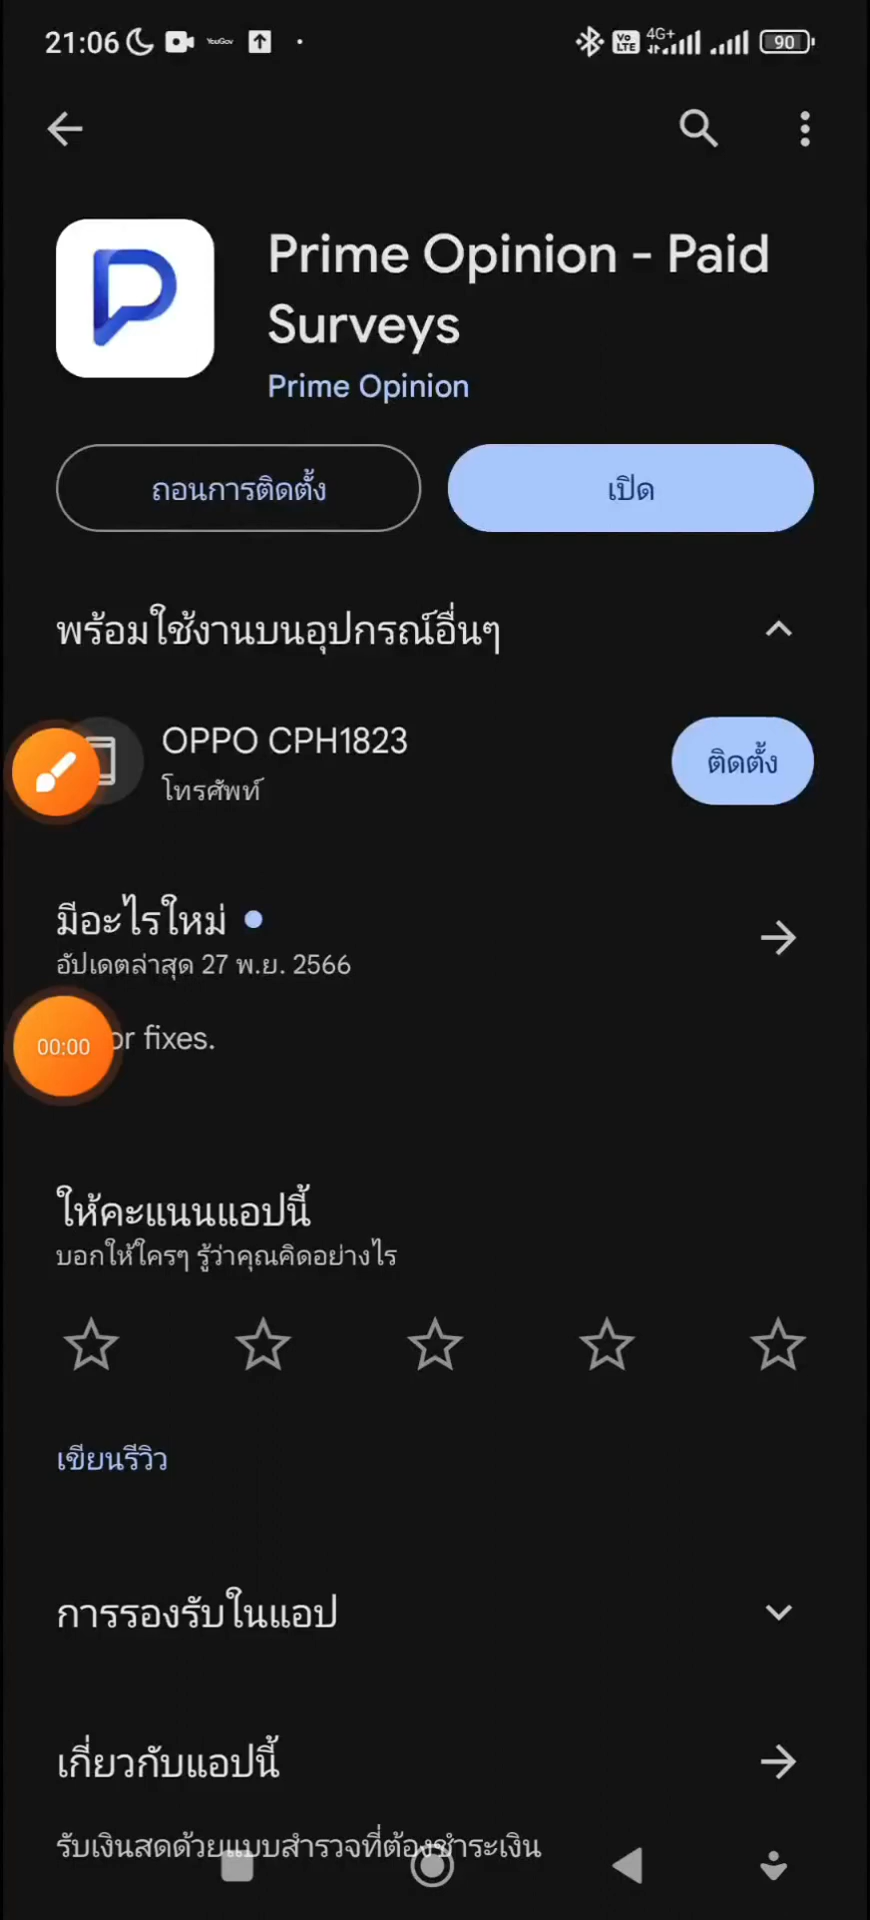 21:06 YouGov VoLTE 4G+ 90
Prime Opinion - Paid
Surveys
Prime Opinion
ถอนการติดตั้ง เปิด
พร้อมใช้งานบนอุปกรณ์อื่นๆ
OPPO CPH1823
โทรศัพท์
ติดตั้ง
มีอะไรใหม่
อัปเดตล่าสุด 27 พ.ย. 2566
00:00 or fixes.
ให้คะแนนแอปนี้
บอกให้ใครๆ รู้ว่าคุณคิดอย่างไร
เขียนรีวิว
การรองรับในแอป
เกี่ยวกับแอปนี้
รับเงินสดด้วยแบบสำรวจที่ต้องชำระเงิน